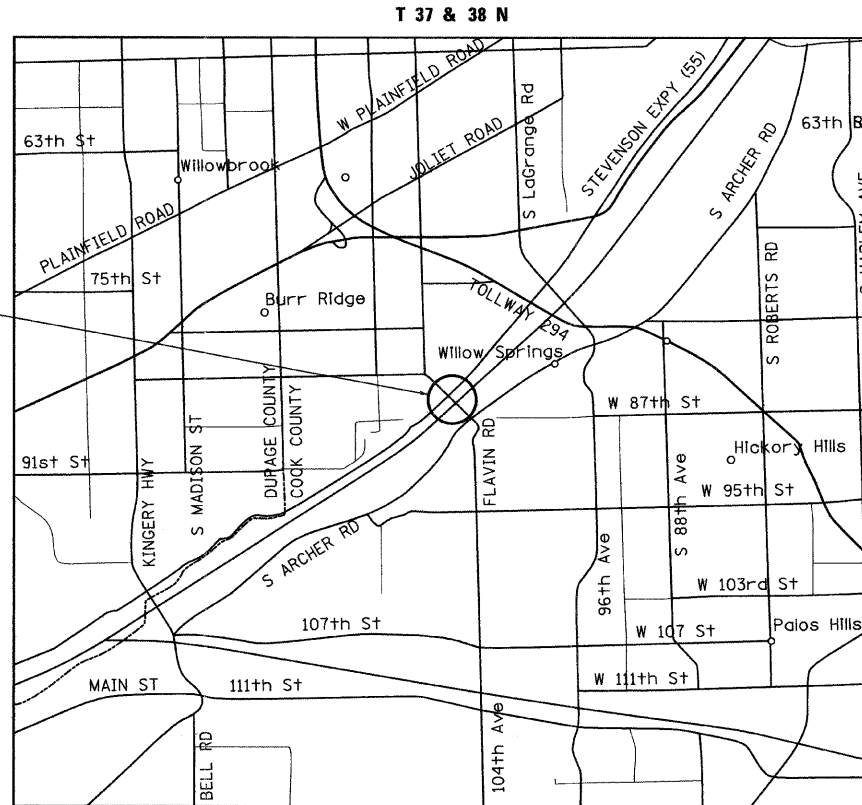 T 37 & 38 N
W PLAINFIELD ROAD
STEVENSON EXPY (55)
S LaGrange Rd
JOLIET ROAD
63th St
Willowbrook
63th
S ARCHER RD
PLAINFIELD ROAD
75th St
Burr Ridge
TOLLWAY 294
S ROBERTS RD
Willow Springs
W 87th St
DUPAGE COUNTY
COOK COUNTY
S MADISON ST
FLAVIN RD
Hickory Hills
91st St
KINGERY HWY
W 95th St
S 88th Ave
S ARCHER RD
96th Ave
W 103rd St
107th St
W 107 St
Palos Hills
MAIN ST
111th St
W 111th St
BELL RD
104th Ave